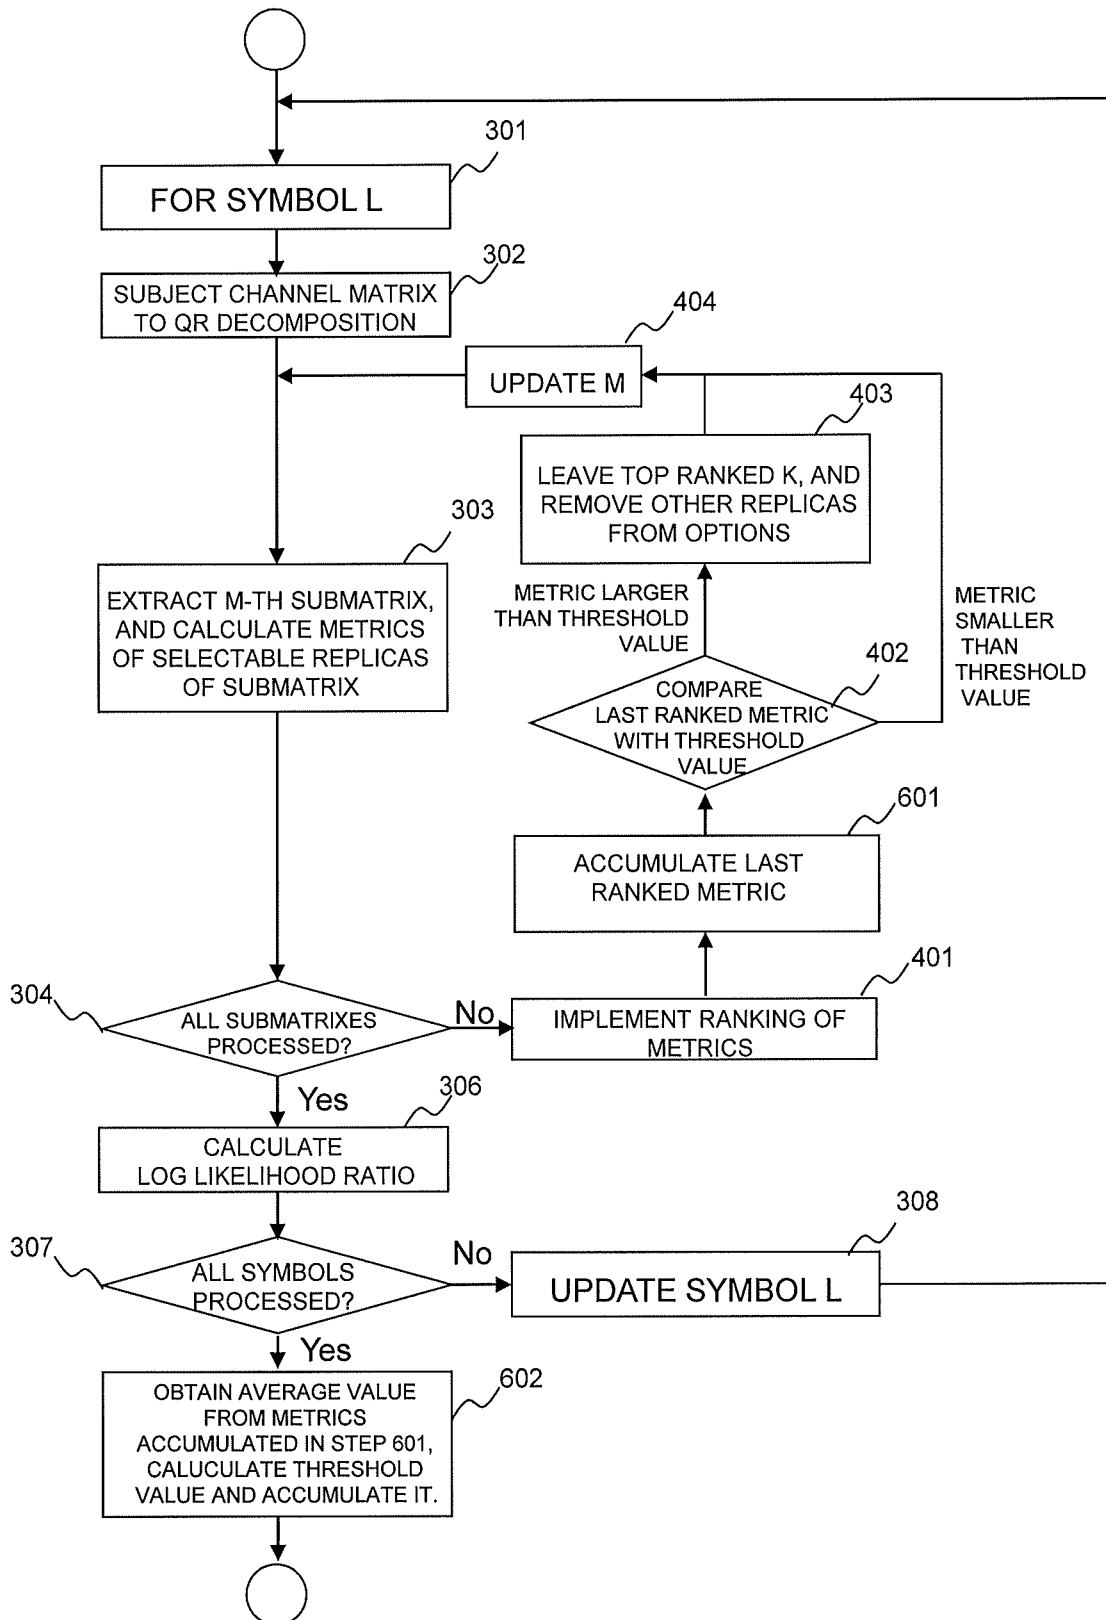 301
FOR SYMBOL L
302
SUBJECT CHANNEL MATRIX
TO QR DECOMPOSITION
404
UPDATE M
403
LEAVE TOP RANKED K, AND
REMOVE OTHER REPLICAS
FROM OPTIONS
303
EXTRACT M-TH SUBMATRIX,
AND CALCULATE METRICS
OF SELECTABLE REPLICAS
OF SUBMATRIX
METRIC LARGER
THAN THRESHOLD
VALUE
METRIC
SMALLER
THAN
THRESHOLD
VALUE
402
COMPARE
LAST RANKED METRIC
WITH THRESHOLD
VALUE
601
ACCUMULATE LAST
RANKED METRIC
401
IMPLEMENT RANKING OF
METRICS
304
ALL SUBMATRIXES
PROCESSED?
No
Yes
306
CALCULATE
LOG LIKELIHOOD RATIO
307
ALL SYMBOLS
PROCESSED?
No
308
UPDATE SYMBOL L
Yes
602
OBTAIN AVERAGE VALUE
FROM METRICS
ACCUMULATED IN STEP 601,
CALUCULATE THRESHOLD
VALUE AND ACCUMULATE IT.